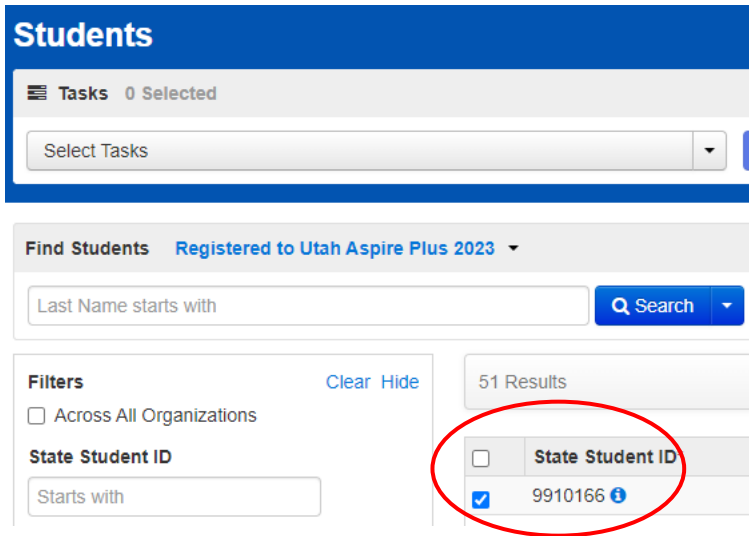 Students
Tasks 0 Selected
Select Tasks
Find Students Registered to Utah Aspire Plus 2023
Last Name starts with
Search
Filters Clear Hide
Across All Organizations
State Student ID
Starts with
51 Results
State Student ID
9910166